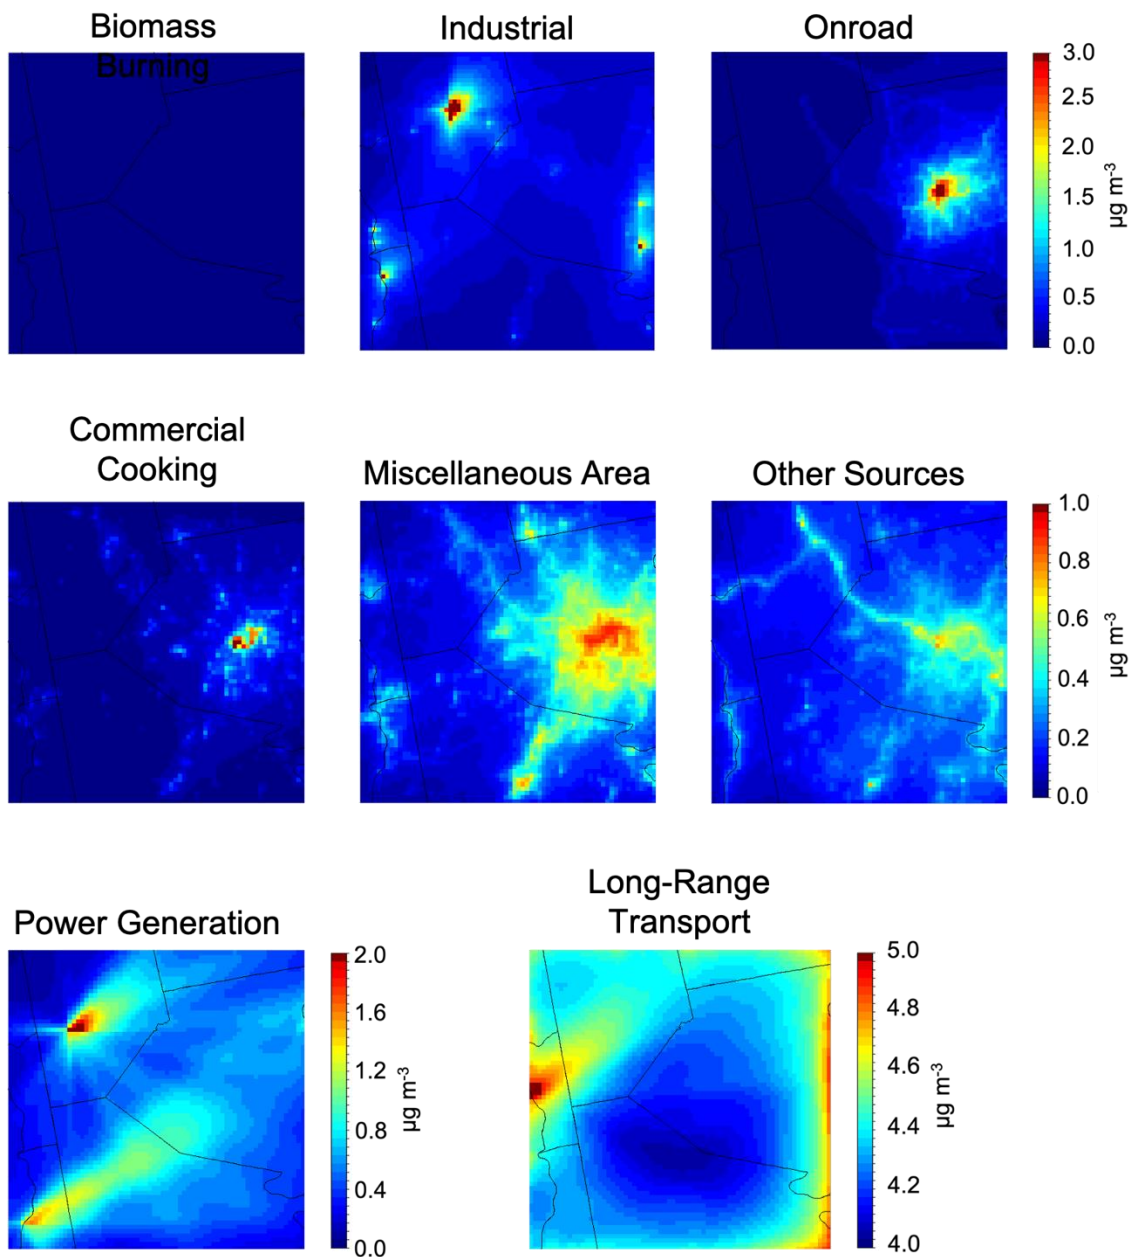 Biomass
Burning
Industrial
Onroad
3.0
2.5
2.0
1.5
1.0
0.5
0.0
µg m-3
Commercial
Cooking
Miscellaneous Area
Other Sources
1.0
0.8
0.6
0.4
0.2
0.0
µg m-3
Power Generation
2.0
1.6
1.2
0.8
0.4
0.0
µg m-3
Long-Range
Transport
5.0
4.8
4.6
4.4
4.2
4.0
µg m-3